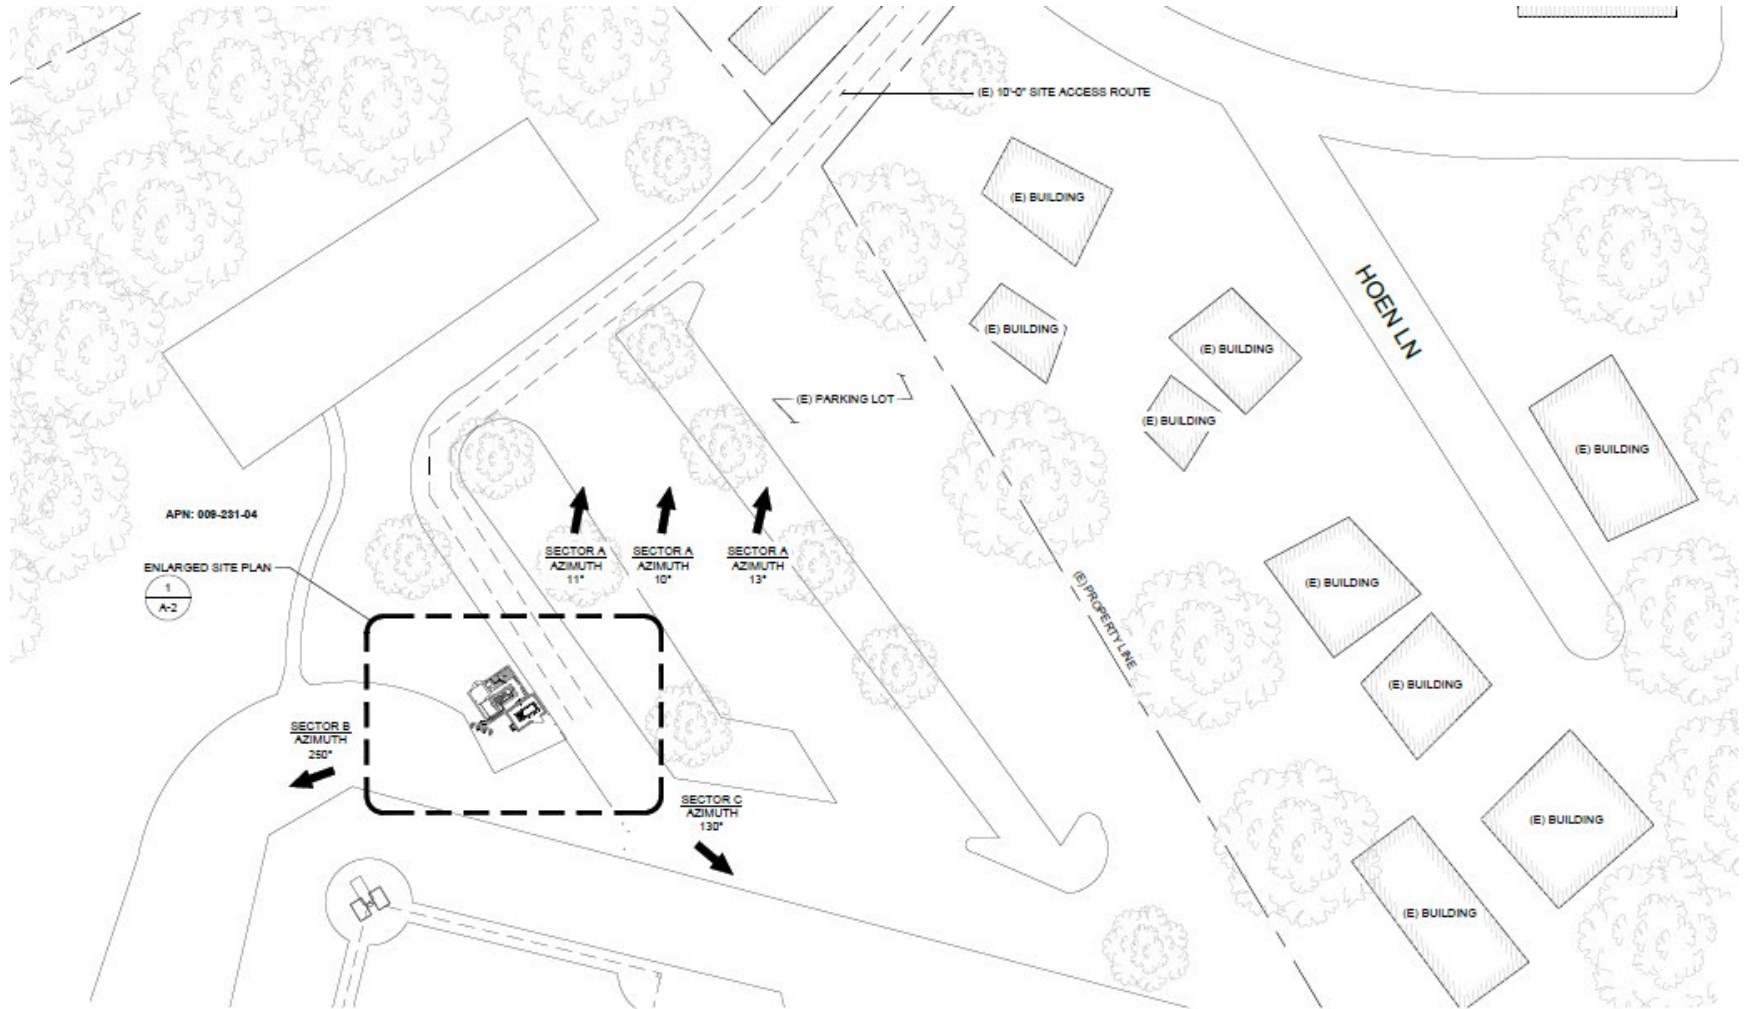 (E) 10'-0" SITE ACCESS ROUTE
(E) BUILDING
HOEN LN
(E) BUILDING
(E) BUILDING
(E) PARKING LOT
(E) BUILDING
(E) BUILDING
APN: 009-231-04
SECTOR A
AZIMUTH
11°
SECTOR A
AZIMUTH
10°
SECTOR A
AZIMUTH
13°
ENLARGED SITE PLAN
1
A-2
(E) PROPERTY LINE
(E) BUILDING
(E) BUILDING
SECTOR B
AZIMUTH
250°
SECTOR C
AZIMUTH
130°
(E) BUILDING
(E) BUILDING